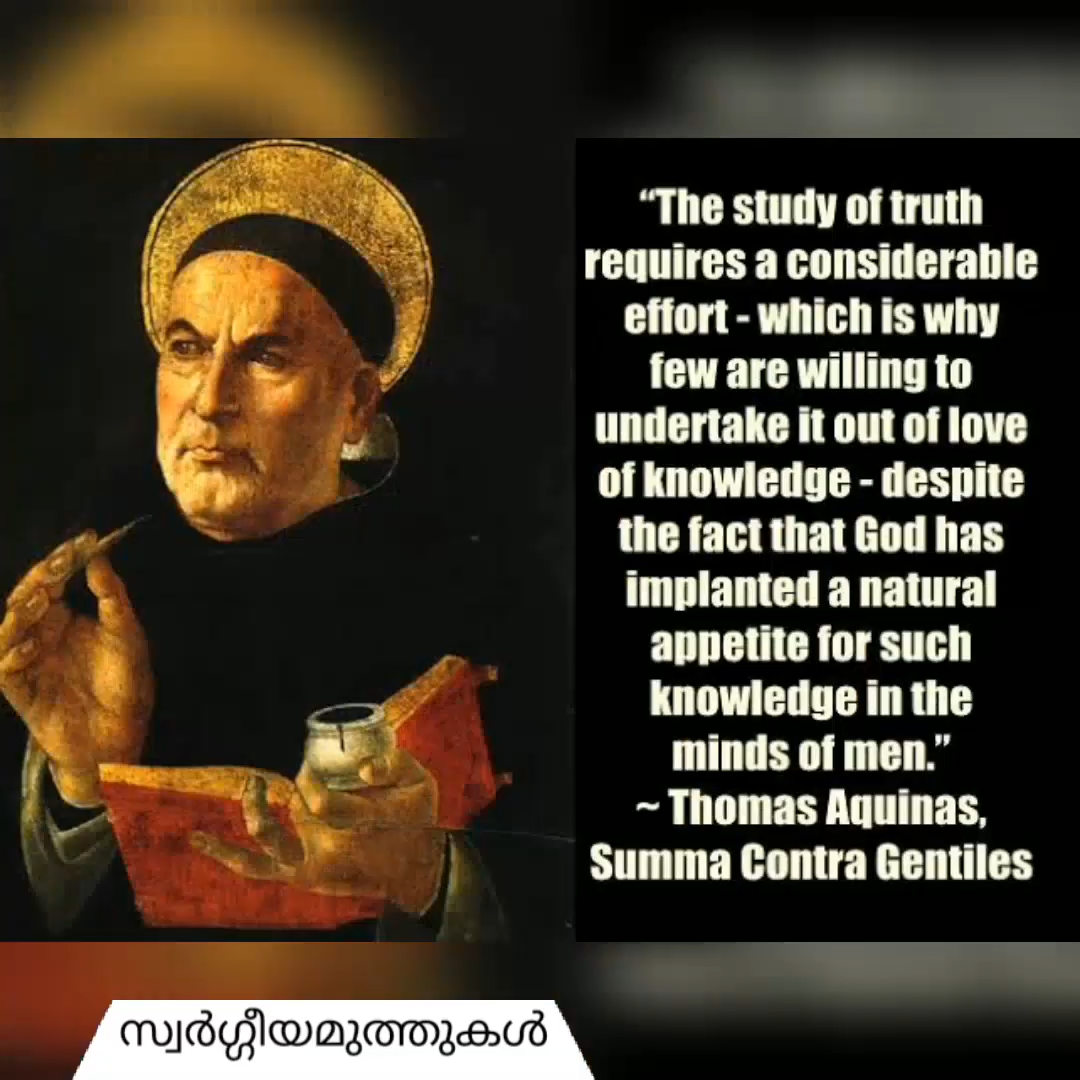 “The study of truth
requires a considerable
effort - which is why
few are willing to
undertake it out of love
of knowledge - despite
the fact that God has
implanted a natural
appetite for such
knowledge in the
minds of men.”
~ Thomas Aquinas,
Summa Contra Gentiles
സ്വർഗ്ഗീയമുത്തുകൾ